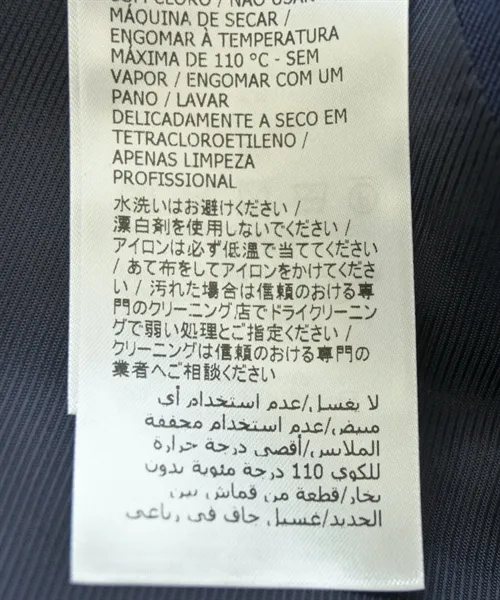 COM CLORO / NÃO USAR
MÁQUINA DE SECAR /
ENGOMAR À TEMPERATURA
MÁXIMA DE 110 °C - SEM
VAPOR / ENGOMAR COM UM
PANO / LAVAR
DELICADAMENTE A SECO EM
TETRACLOROETILENO /
APENAS LIMPEZA
PROFISSIONAL
水洗いはお避けください /
漂白剤を使用しないでください /
アイロンは必ず低温で当ててください
/ あて布をしてアイロンをかけてくださ
い / 汚れた場合は信頼のおける専
門のクリーニング店でドライクリーニン
グで弱い処理とご指定ください /
クリーニングは信頼のおける専門の
業者へご相談ください
لا يغسل/عدم استخدام أي
مبيض/عدم استخدام مجففة
الملابس/أقصى درجة حرارة
للكوي 110 درجة مئوية بدون
بخار/قطعة من قماش بين
الحديد/غسيل جاف في رباعي